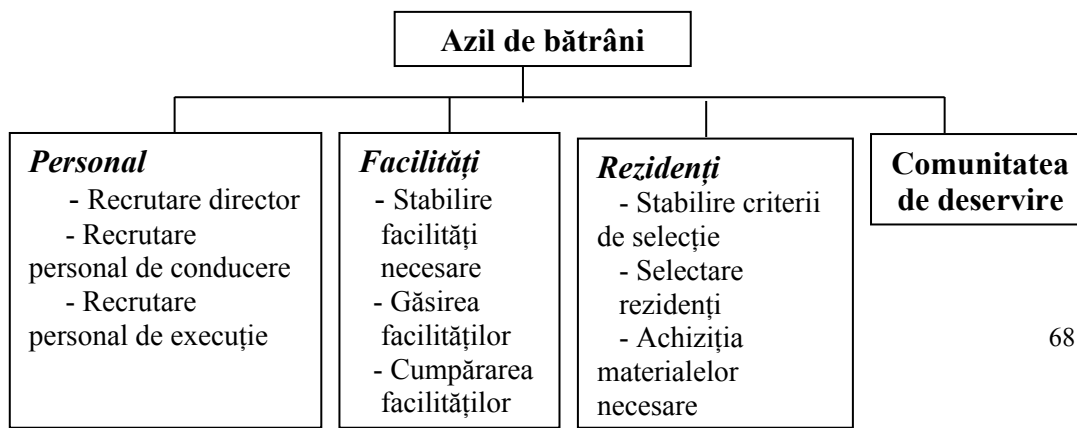 Azil de bătrâni
Personal
- Recrutare director
- Recrutare
personal de conducere
- Recrutare
personal de execuție
Facilități
- Stabilire
facilități
necesare
- Găsirea
facilităților
- Cumpărarea
facilităților
Rezidenți
- Stabilire criterii
de selecție
- Selectare
rezidenți
- Achiziția
materialelor
necesare
Comunitatea
de deservire
68